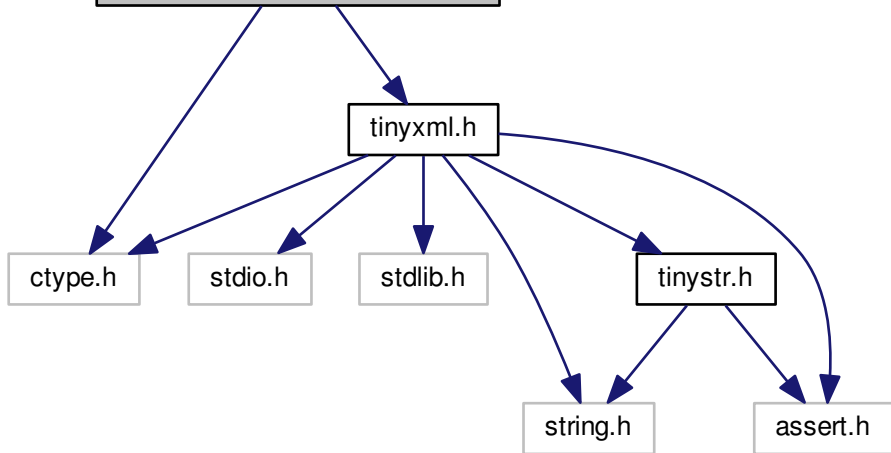 tinyxml.h
ctype.h
stdio.h
stdlib.h
tinystr.h
string.h
assert.h